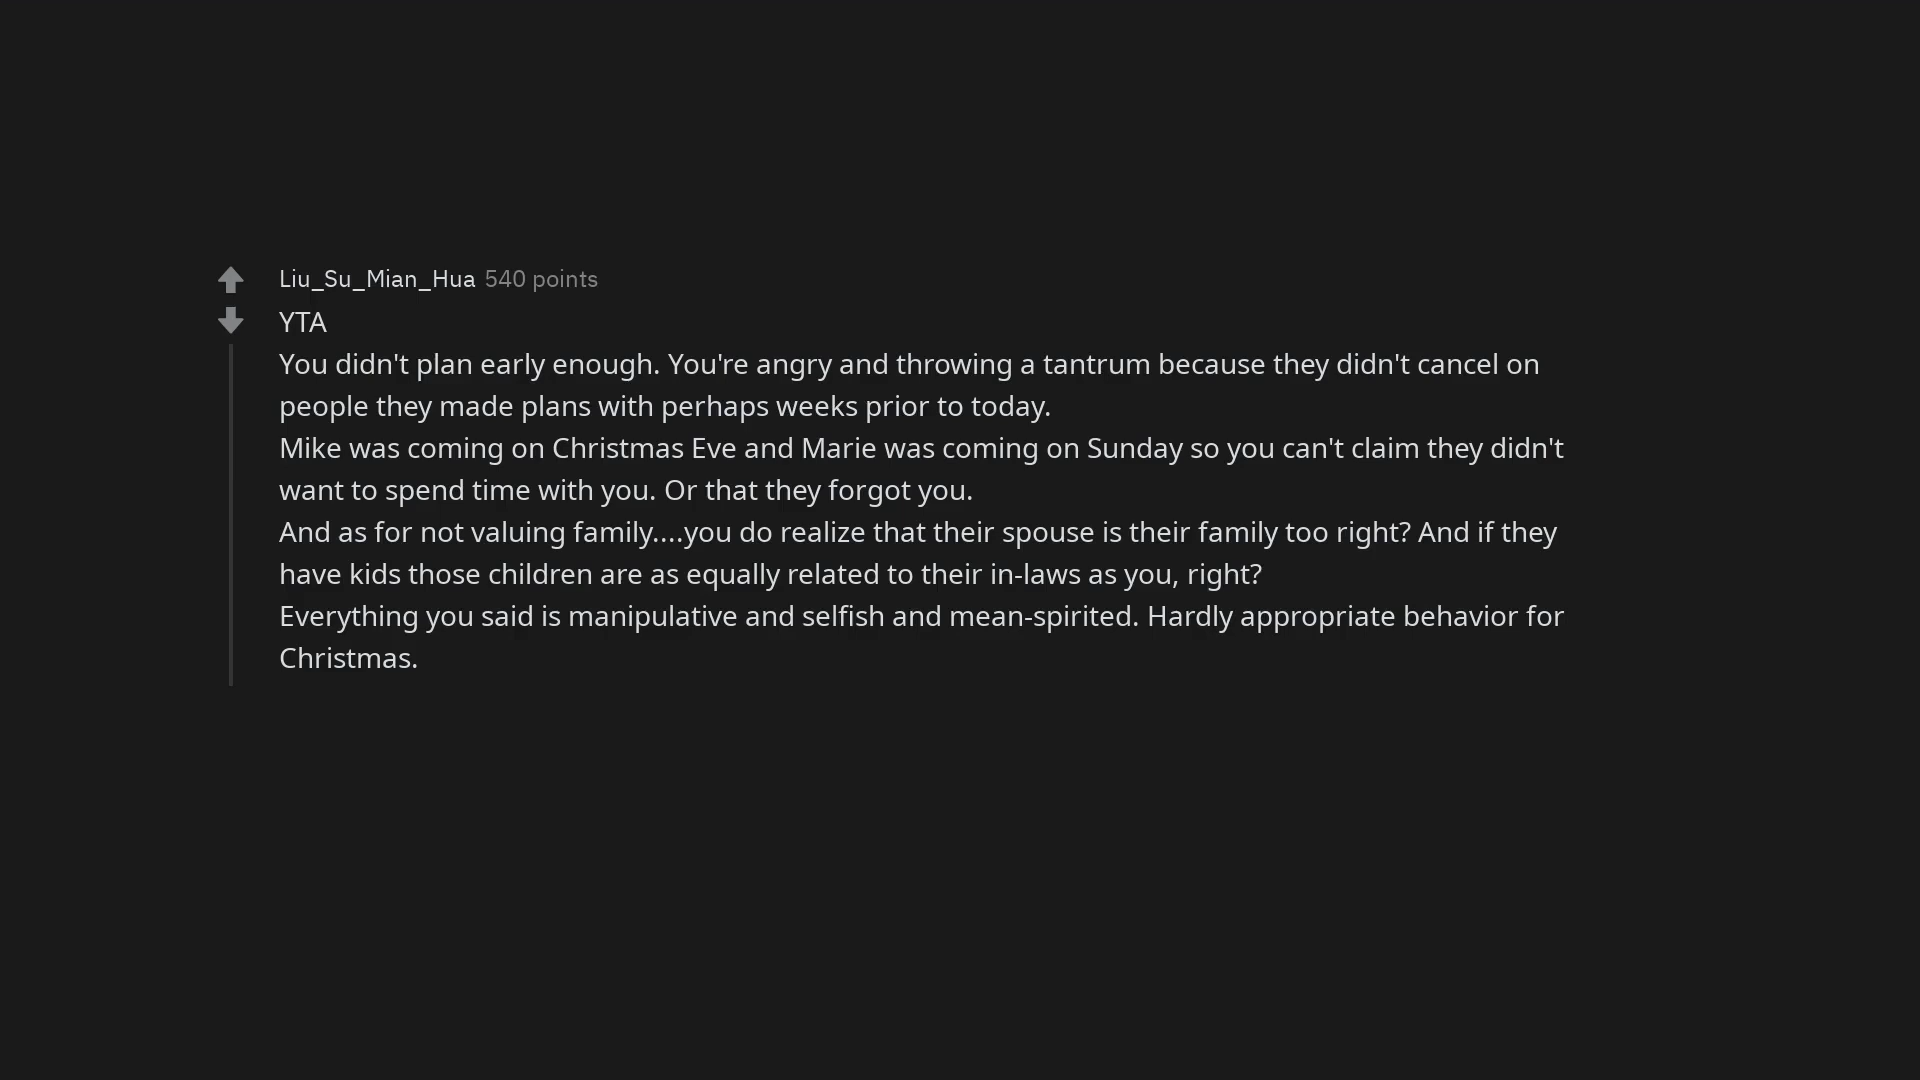 Liu_Su_Mian_Hua 540 points
YTA
You didn't plan early enough. You're angry and throwing a tantrum because they didn't cancel on
people they made plans with perhaps weeks prior to today.
Mike was coming on Christmas Eve and Marie was coming on Sunday so you can't claim they didn't
want to spend time with you. Or that they forgot you.
And as for not valuing family....you do realize that their spouse is their family too right? And if they
have kids those children are as equally related to their in-laws as you, right?
Everything you said is manipulative and selfish and mean-spirited. Hardly appropriate behavior for
Christmas.